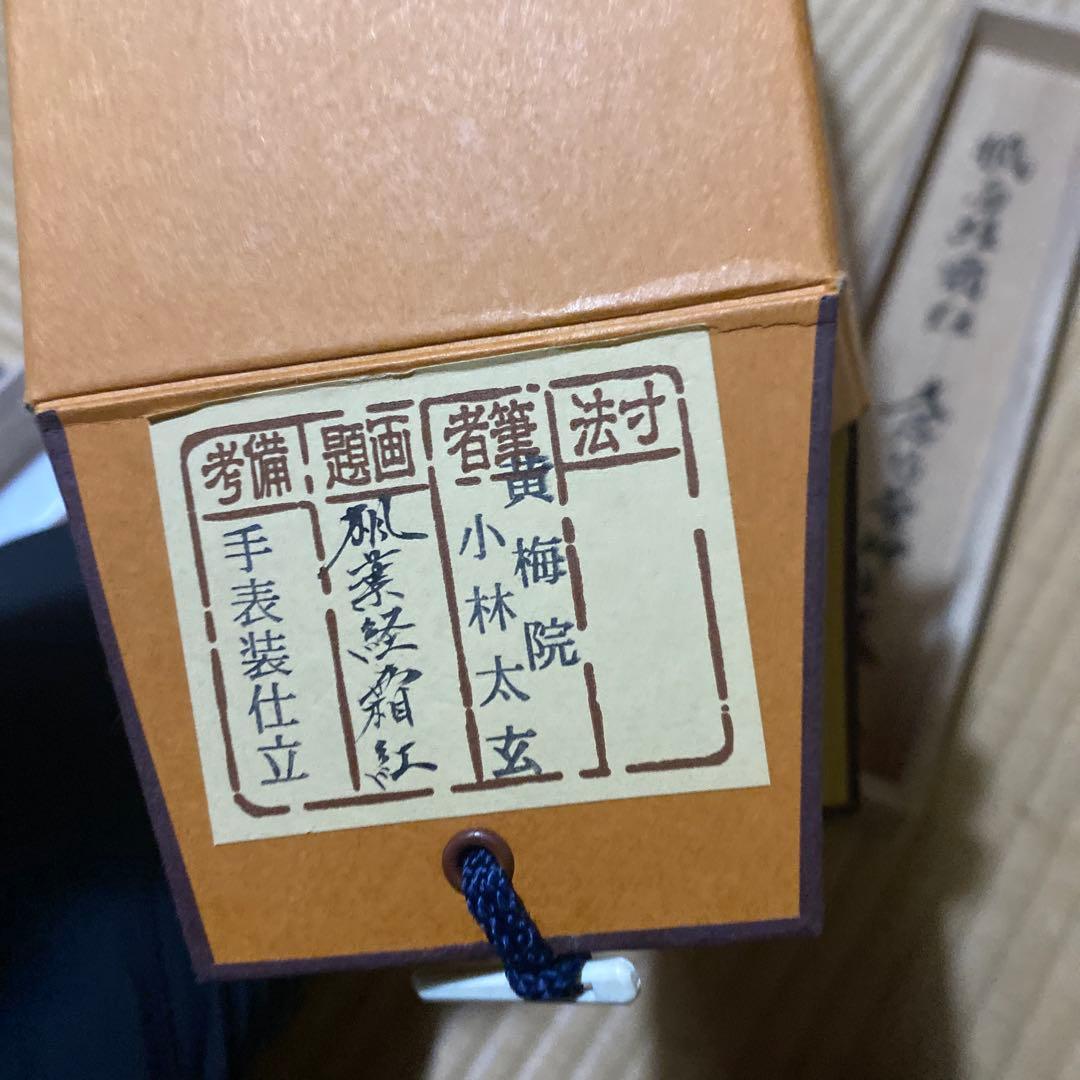 寸法
筆者
黄梅院
小林太玄
画題
楓葉経霜紅
備考
手表装仕立